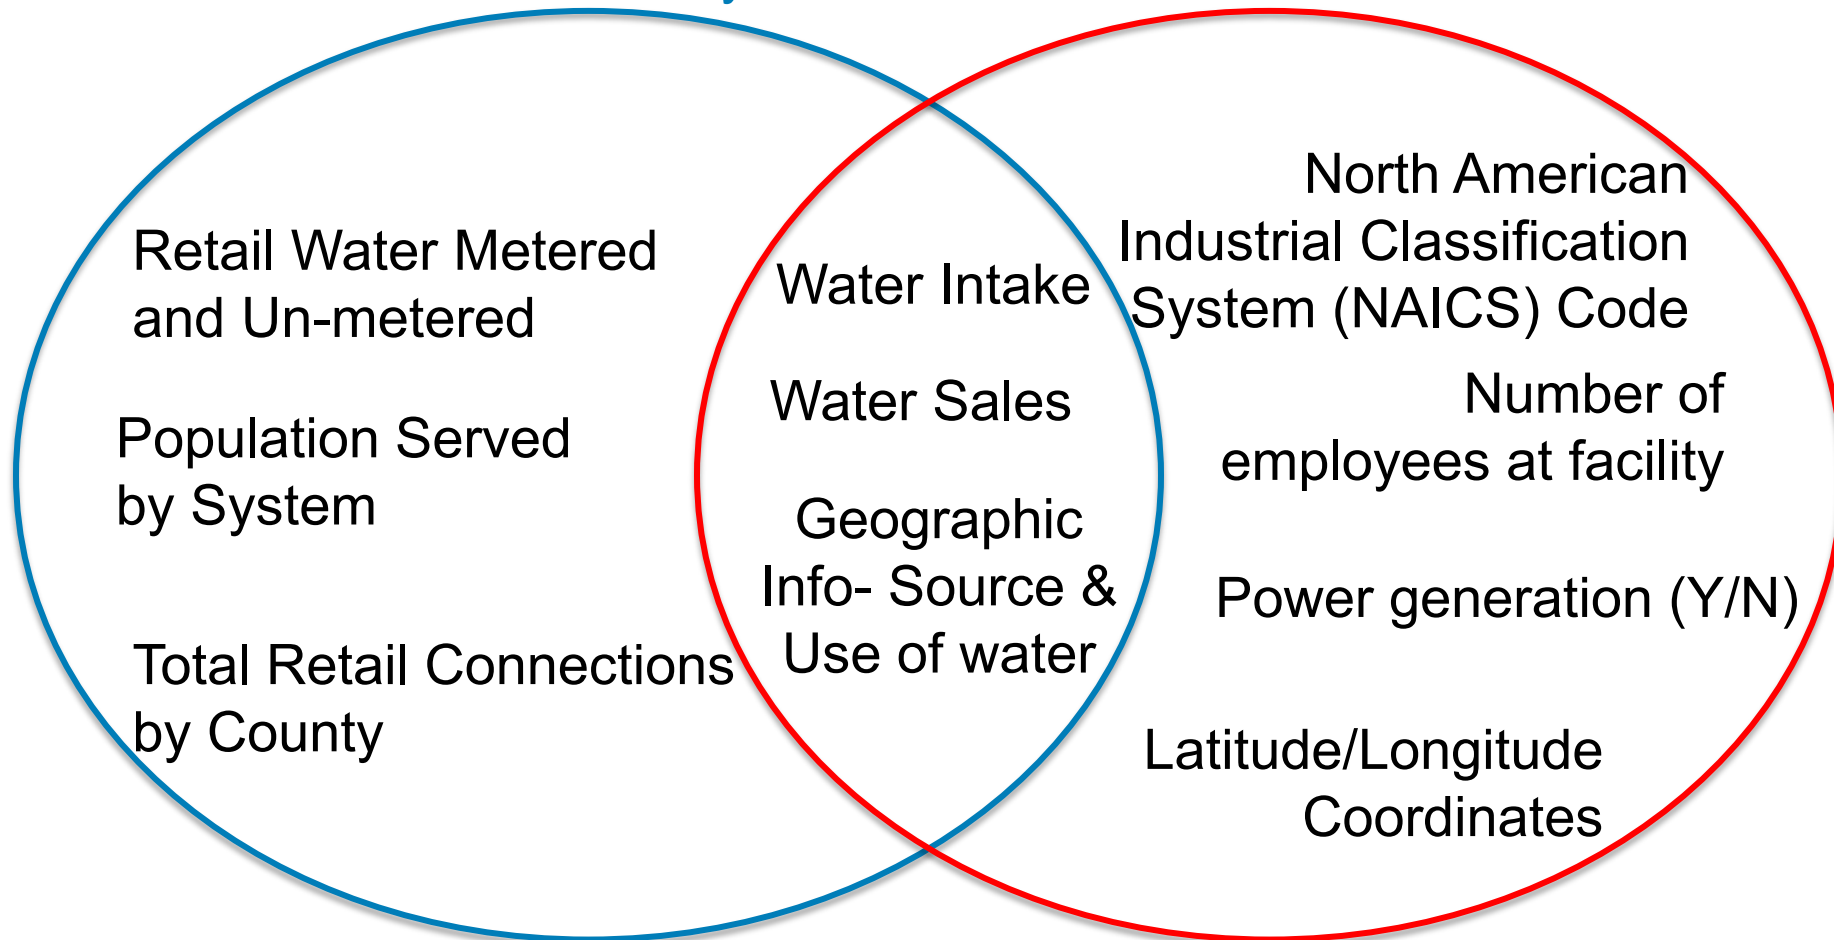 Retail Water Metered
and Un-metered
Population Served
by System
Total Retail Connections
by County
Water Intake
Water Sales
Geographic
Info- Source &
Use of water
North American
Industrial Classification
System (NAICS) Code
Number of
employees at facility
Power generation (Y/N)
Latitude/Longitude
Coordinates